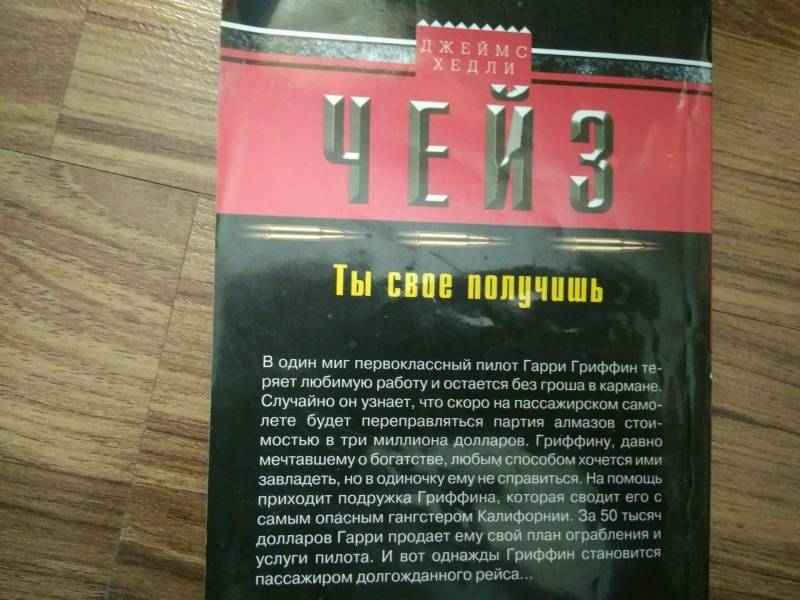 ДЖЕЙМС
ХЕДЛИ
ЧЕЙЗ
Ты свое получишь
В один миг первоклассный пилот Гарри Гриффин те-
ряет любимую работу и остается без гроша в кармане.
Случайно он узнает, что скоро на пассажирском само-
лете будет переправляться партия алмазов стои-
мостью в три миллиона долларов. Гриффину, давно
мечтавшему о богатстве, любым способом хочется ими
завладеть, но в одиночку ему не справиться. На помощь
приходит подружка Гриффина, которая сводит его с
самым опасным гангстером Калифорнии. За 50 тысяч
долларов Гарри продает ему свой план ограбления и
услуги пилота. И вот однажды Гриффин становится
пассажиром долгожданного рейса...